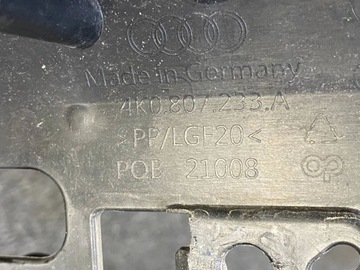 Made in Germany
4K0.807.233.A
>PP/LGF20<
POB 21008